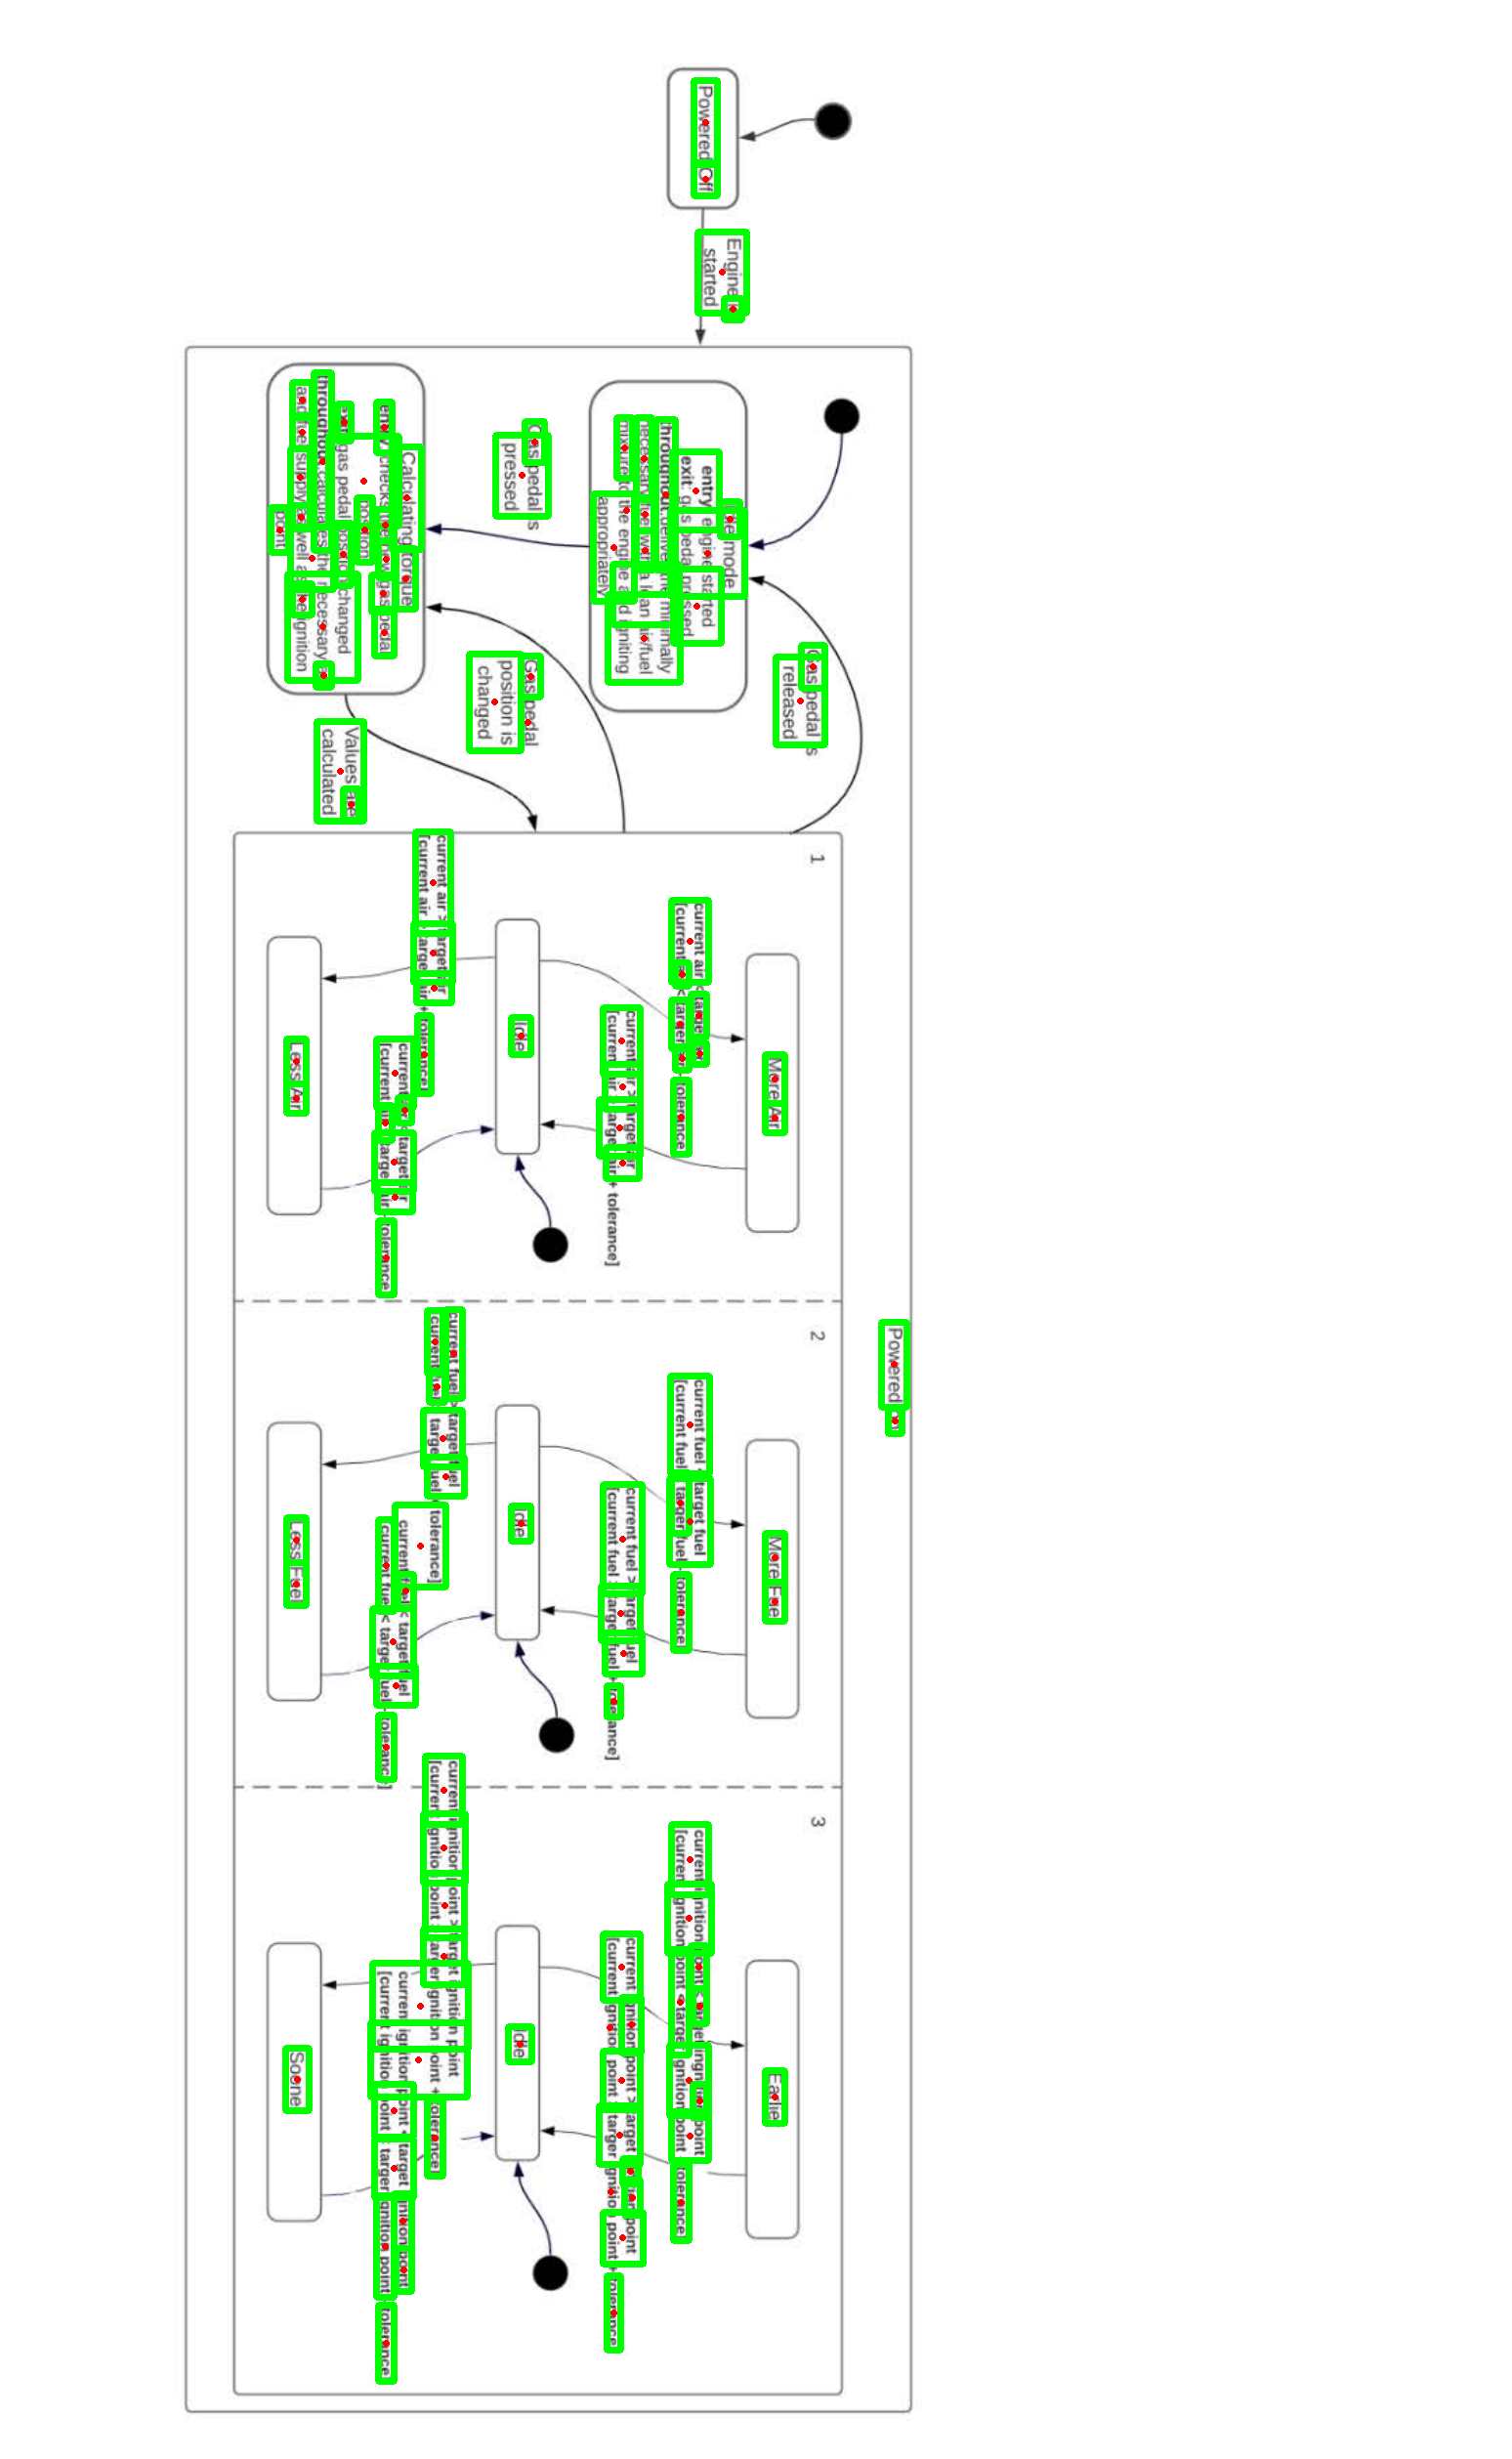 Powered Off
Engine is
started
Powered on
Idle mode
entry: engine started
exit: gas pedal pressed
throughout: deliver the minimally
necessary fuel with a lean air/fuel
mixture to the engine and igniting
appropriately
Gas pedal is
released
Gas pedal is
pressed
Gas pedal
position is
changed
Calculating torque
entry: checks the new gas pedal
position
exit: gas pedal position changed
throughout: calculates the necessary air
and fuel supply as well as the ignition
point
Values are
calculated
1
More Air
current air < target air
[current air < target air - tolerance]
current air > target air
[current air > target air + tolerance]
Idle
current air > target air
[current air > target air + tolerance]
current air < target air
[current air < target air - tolerance]
Less Air
2
More Fuel
current fuel < target fuel
[current fuel < target fuel - tolerance]
current fuel > target fuel
[current fuel > target fuel + tolerance]
Idle
current fuel > target fuel
[current fuel > target fuel +
tolerance]
current fuel < target fuel
[current fuel < target fuel - tolerance]
Less Fuel
3
Earlier
current ignition point < target ingnition point
[current ignition point < target ignition point - tolerance]
current ignition point > target ignition point
[current ignition point > target ignition point + tolerance]
Idle
current ignition point > target ignition point
[current ignition point > target ignition point + tolerance]
current ignition point < target ignition point
[current ignition point < target ignition point - tolerance]
Sooner